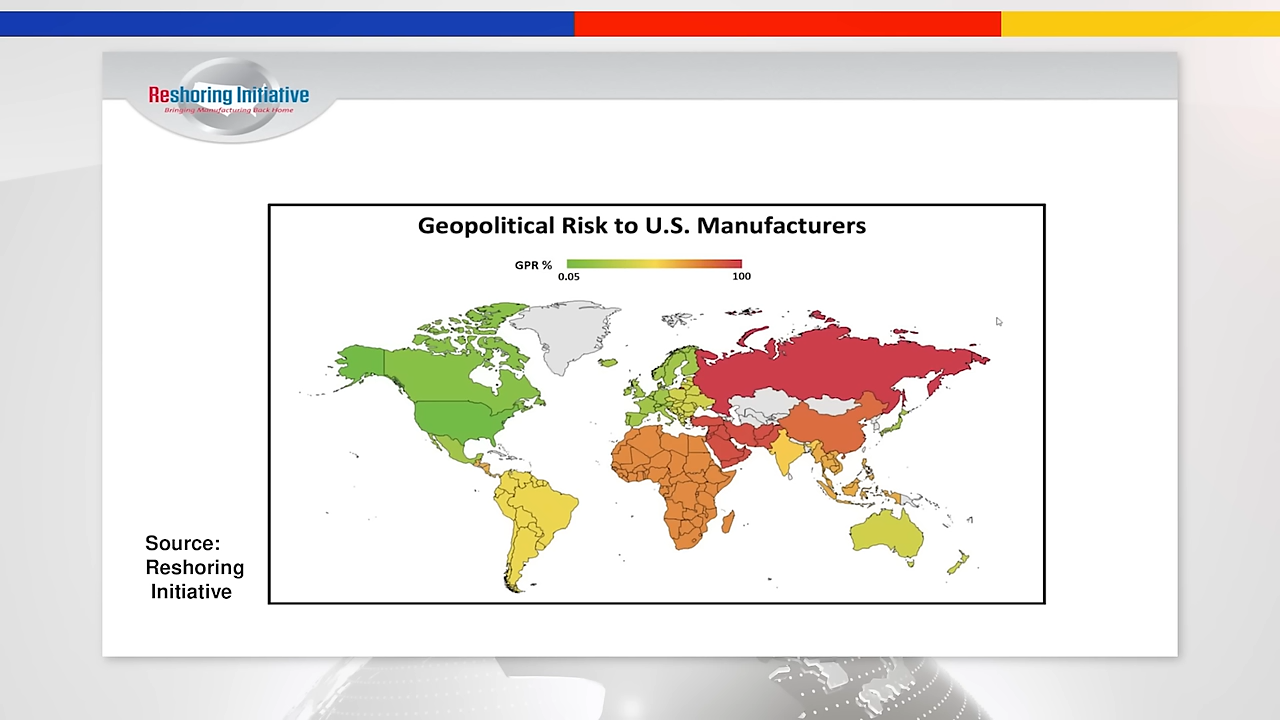 Reshoring Initiative
Bringing Manufacturing Back Home
Geopolitical Risk to U.S. Manufacturers
GPR %
0.05
100
Source:
Reshoring
Initiative